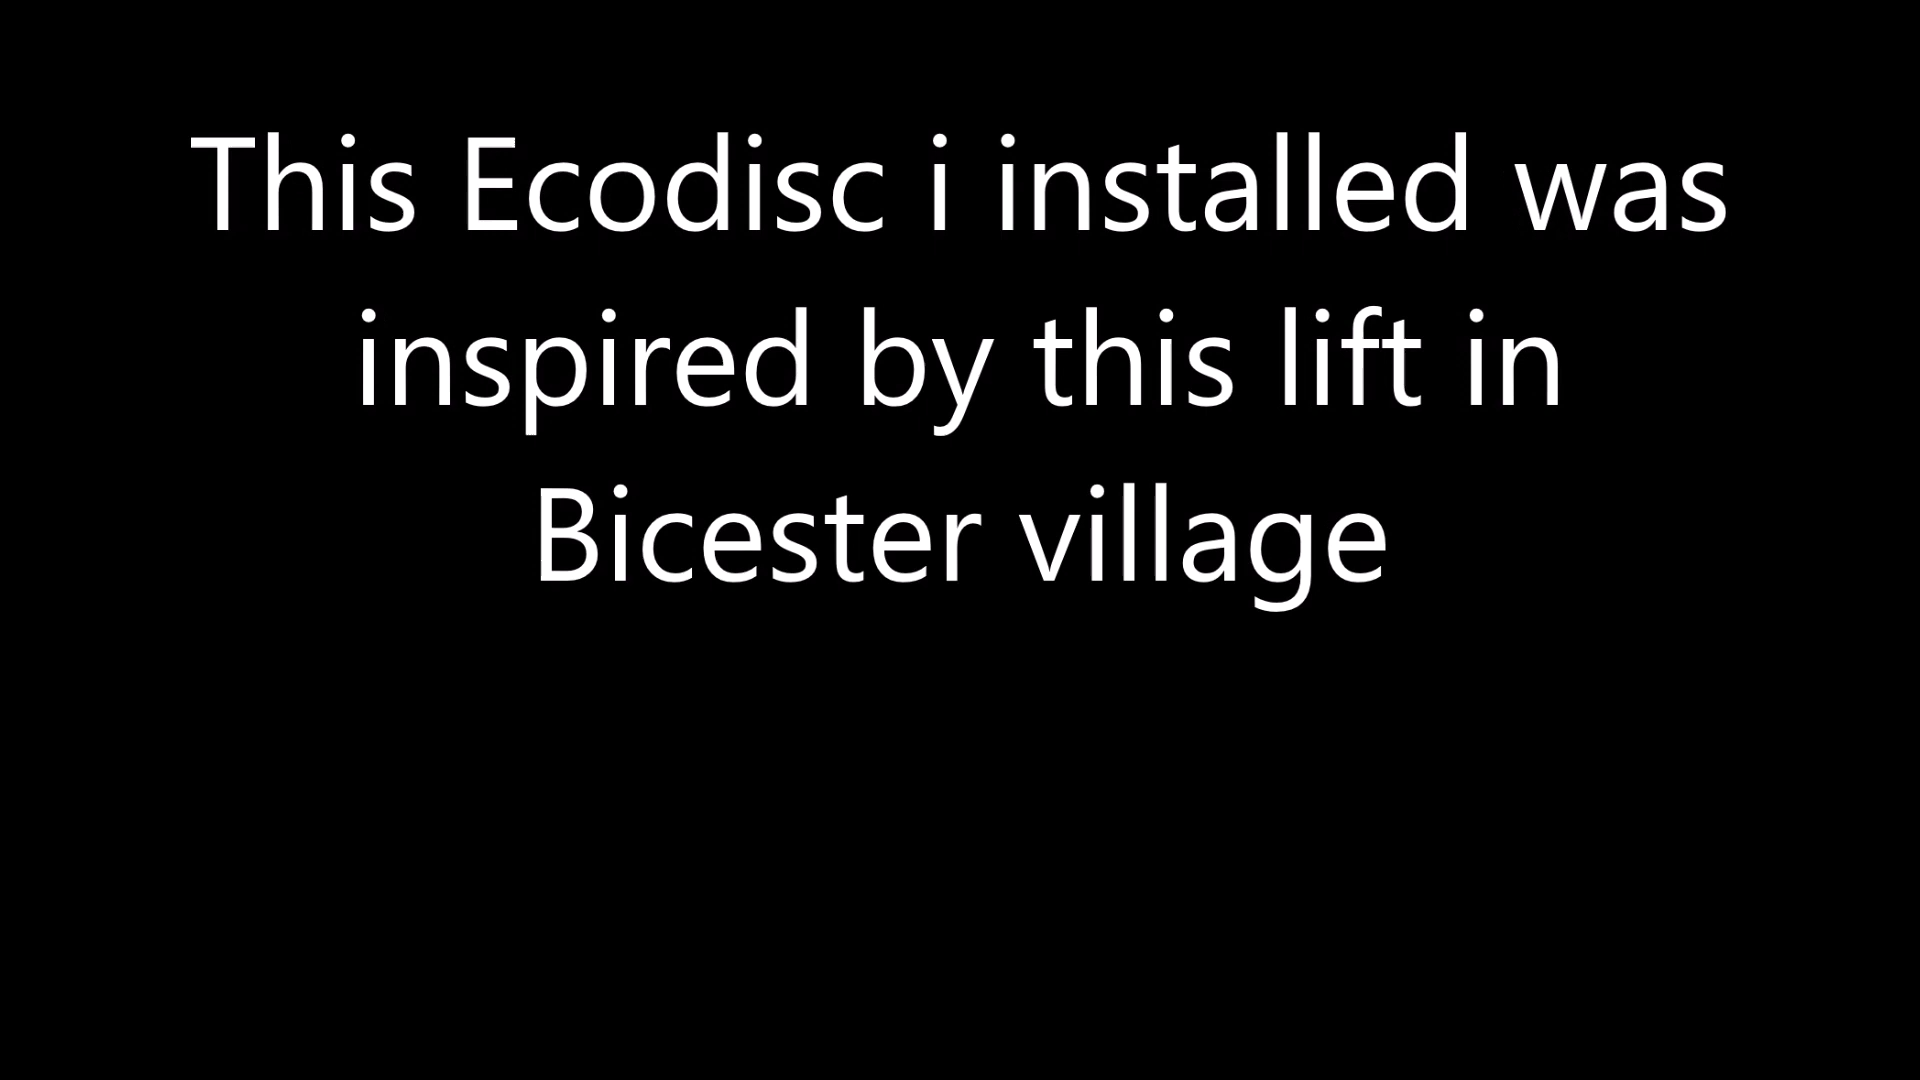 This Ecodisc i installed was
inspired by this lift in
Bicester village